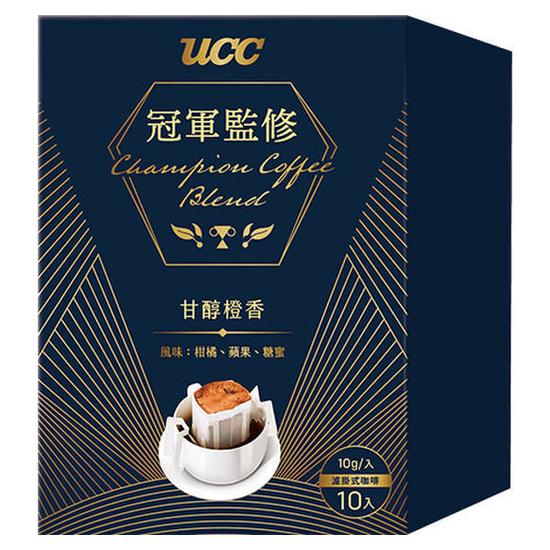 UCC
冠軍監修
Champion Coffee
Blend
甘醇橙香
風味：柑橘、蘋果、糖蜜
10g/入
濾掛式咖啡
10入